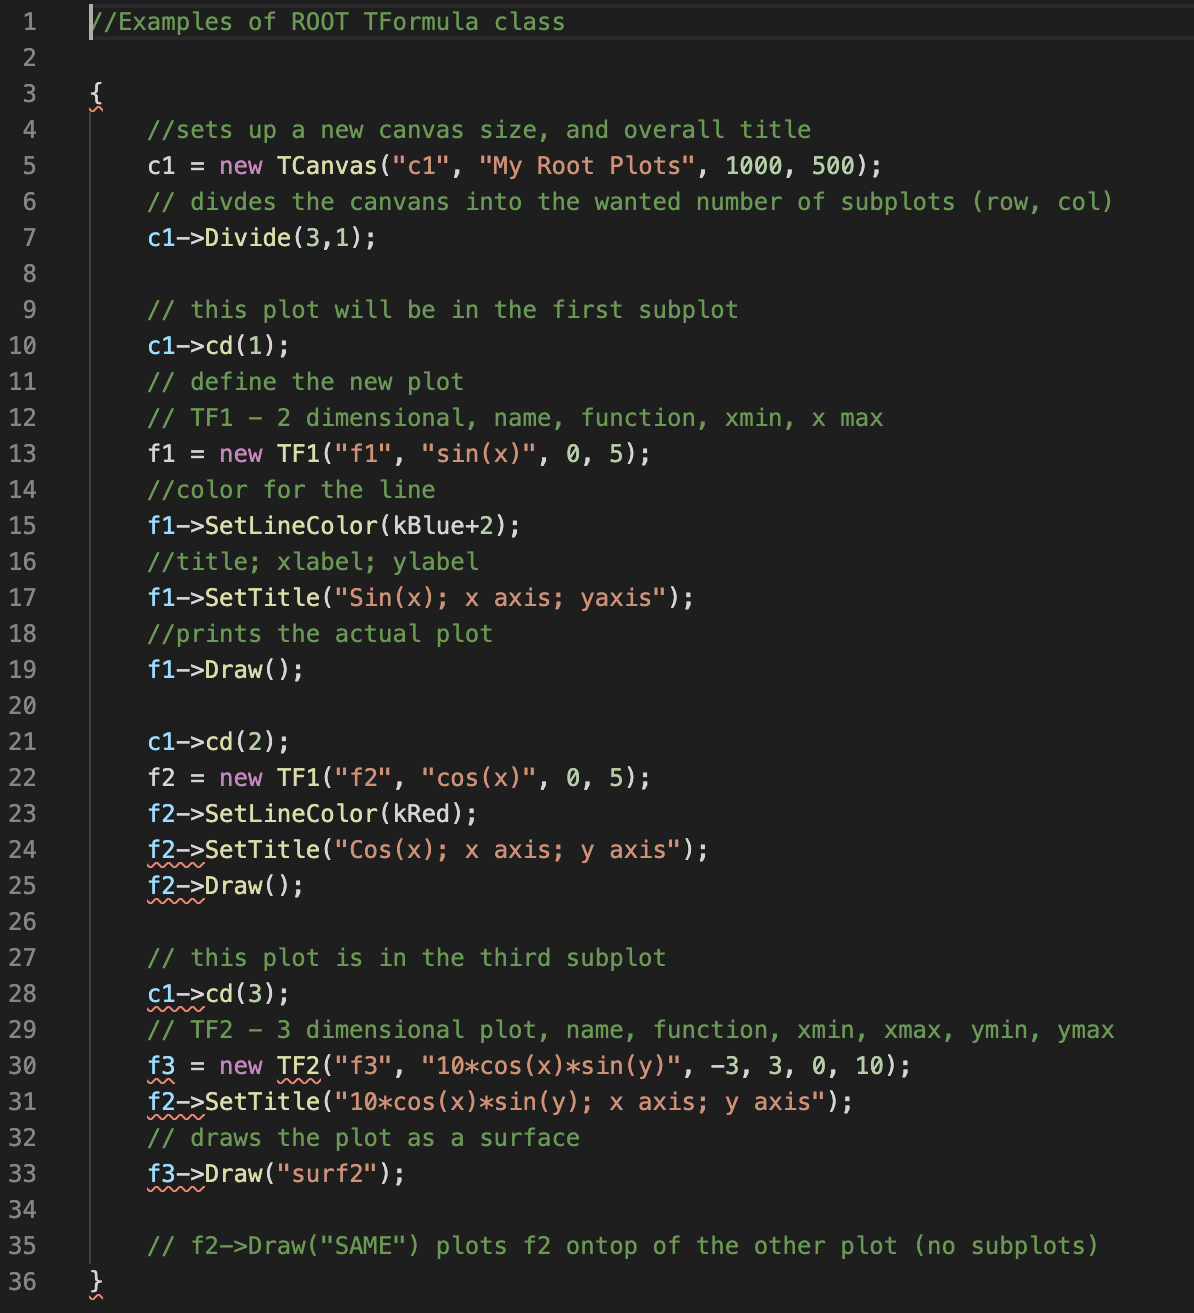 1 //Examples of ROOT TFormula class
2
3 {
4     //sets up a new canvas size, and overall title
5     c1 = new TCanvas("c1", "My Root Plots", 1000, 500);
6     // divdes the canvans into the wanted number of subplots (row, col)
7     c1->Divide(3,1);
8
9     // this plot will be in the first subplot
10     c1->cd(1);
11     // define the new plot
12     // TF1 - 2 dimensional, name, function, xmin, x max
13     f1 = new TF1("f1", "sin(x)", 0, 5);
14     //color for the line
15     f1->SetLineColor(kBlue+2);
16     //title; xlabel; ylabel
17     f1->SetTitle("Sin(x); x axis; yaxis");
18     //prints the actual plot
19     f1->Draw();
20
21     c1->cd(2);
22     f2 = new TF1("f2", "cos(x)", 0, 5);
23     f2->SetLineColor(kRed);
24     f2->SetTitle("Cos(x); x axis; y axis");
25     f2->Draw();
26
27     // this plot is in the third subplot
28     c1->cd(3);
29     // TF2 - 3 dimensional plot, name, function, xmin, xmax, ymin, ymax
30     f3 = new TF2("f3", "10*cos(x)*sin(y)", -3, 3, 0, 10);
31     f2->SetTitle("10*cos(x)*sin(y); x axis; y axis");
32     // draws the plot as a surface
33     f3->Draw("surf2");
34
35     // f2->Draw("SAME") plots f2 ontop of the other plot (no subplots)
36 }